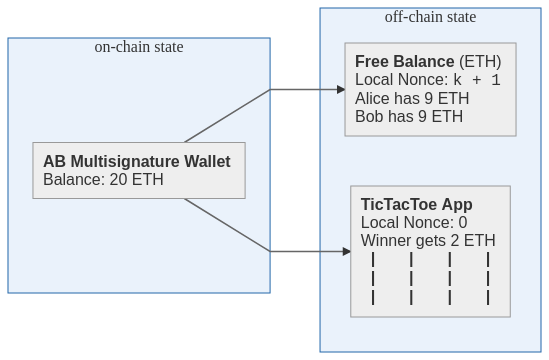 on-chain state
AB Multisignature Wallet
Balance: 20 ETH
off-chain state
Free Balance (ETH)
Local Nonce: k + 1
Alice has 9 ETH
Bob has 9 ETH
TicTacToe App
Local Nonce: 0
Winner gets 2 ETH
| | | |
| | | |
| | | |